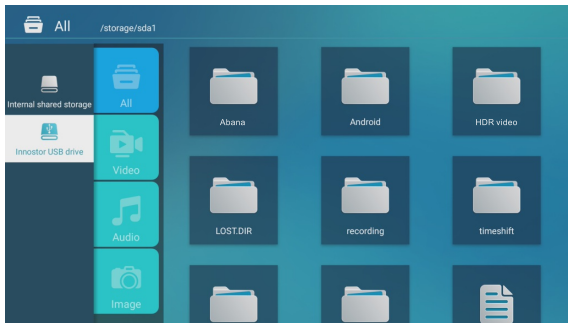 All /storage/sda1
Internal shared storage
Innostor USB drive
All
Video
Audio
Image
Abana Android HDR video
LOST.DIR recording timeshift